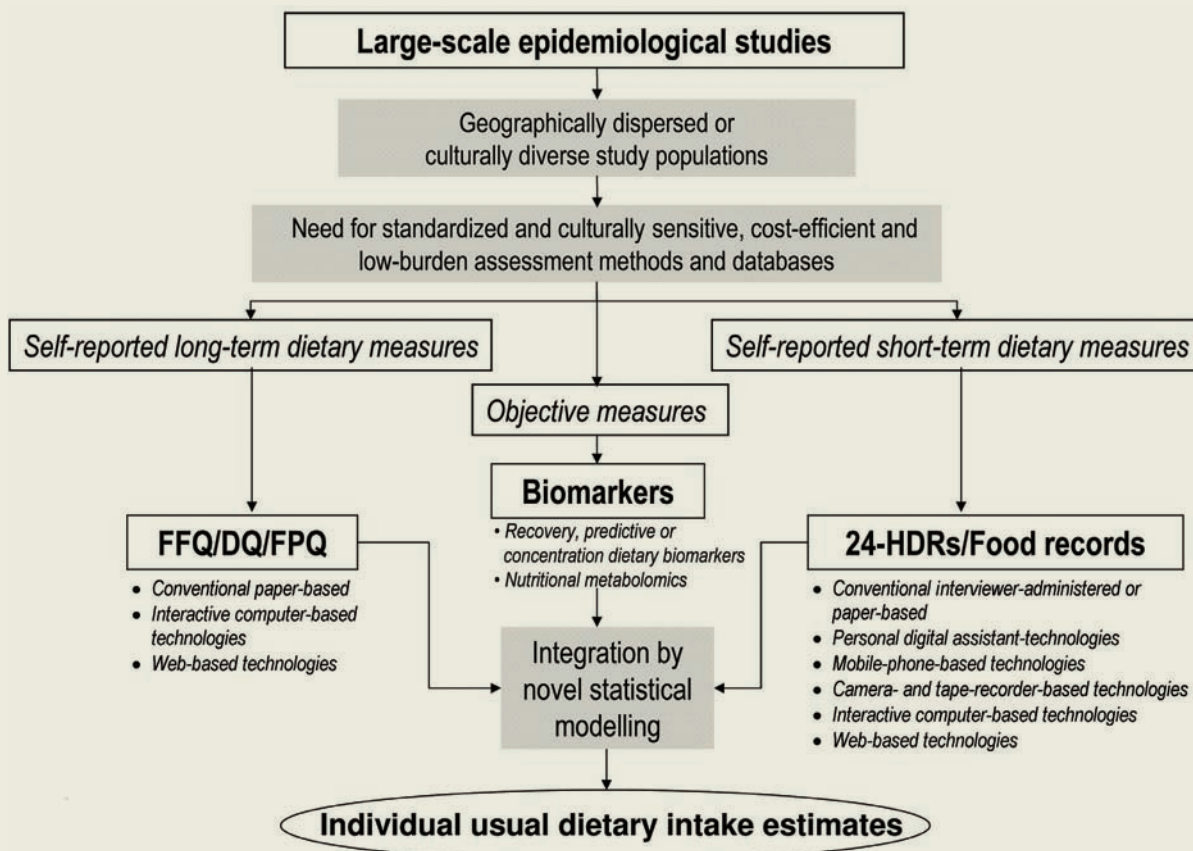 Large-scale epidemiological studies
Geographically dispersed or
culturally diverse study populations
Need for standardized and culturally sensitive, cost-efficient and
low-burden assessment methods and databases
Self-reported long-term dietary measures
Self-reported short-term dietary measures
Objective measures
Biomarkers
• Recovery, predictive or
concentration dietary biomarkers
• Nutritional metabolomics
FFQ/DQ/FPQ
• Conventional paper-based
• Interactive computer-based
technologies
• Web-based technologies
24-HDRs/Food records
• Conventional interviewer-administered or
paper-based
• Personal digital assistant-technologies
• Mobile-phone-based technologies
• Camera- and tape-recorder-based technologies
• Interactive computer-based technologies
• Web-based technologies
Integration by
novel statistical
modelling
Individual usual dietary intake estimates